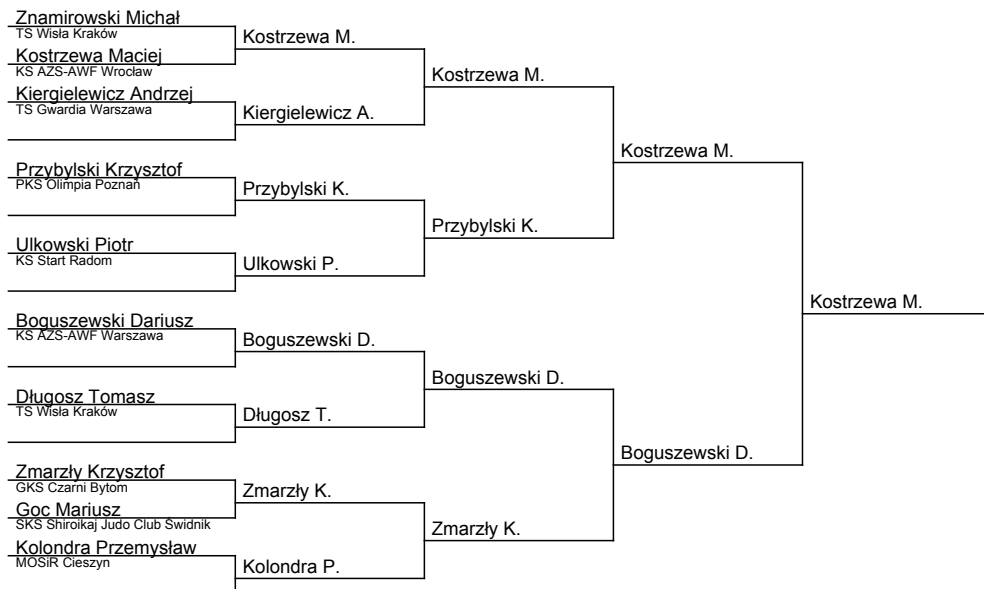 Znamirowski Michał
TS Wisła Kraków
Kostrzewa Maciej
KS AZS-AWF Wrocław
Kiergielewicz Andrzej
TS Gwardia Warszawa
Przybylski Krzysztof
PKS Olimpia Poznań
Ulkowski Piotr
KS Start Radom
Boguszewski Dariusz
KS AZS-AWF Warszawa
Długosz Tomasz
TS Wisła Kraków
Zmarzły Krzysztof
GKS Czarni Bytom
Goc Mariusz
SKS Shiroikaj Judo Club Świdnik
Kolondra Przemysław
MOSiR Cieszyn
Kostrzewa M.
Kiergielewicz A.
Przybylski K.
Ulkowski P.
Boguszewski D.
Długosz T.
Zmarzły K.
Kolondra P.
Kostrzewa M.
Przybylski K.
Boguszewski D.
Zmarzły K.
Kostrzewa M.
Boguszewski D.
Kostrzewa M.